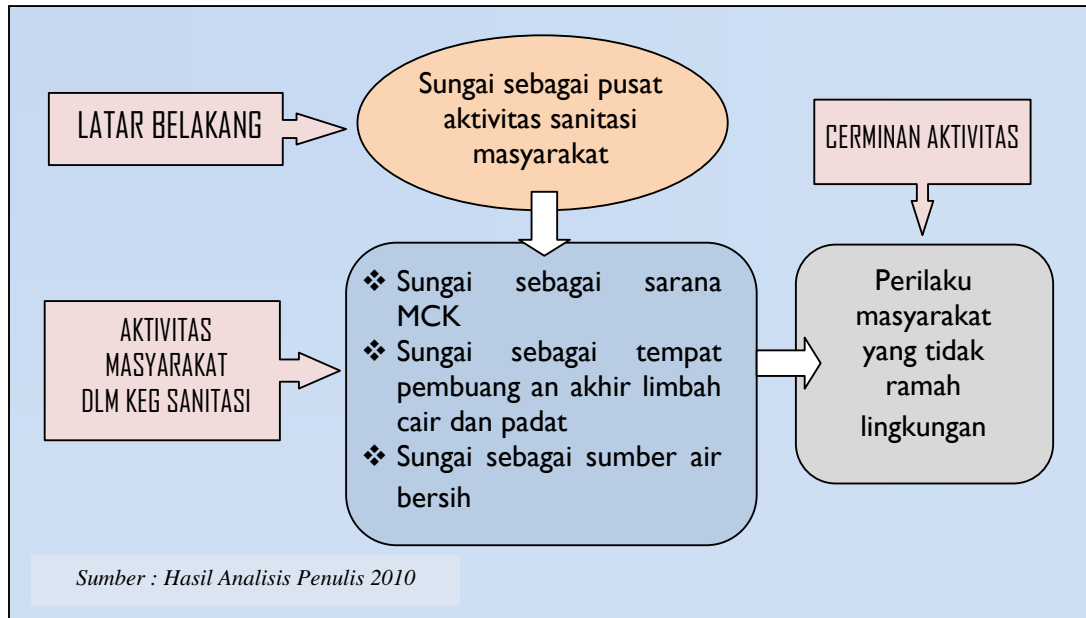 LATAR BELAKANG
Sungai sebagai pusat
aktivitas sanitasi
masyarakat
CERMINAN AKTIVITAS
AKTIVITAS
MASYARAKAT
DLM KEG SANITASI
❖ Sungai sebagai sarana
MCK
❖ Sungai sebagai tempat
pembuang an akhir limbah
cair dan padat
❖ Sungai sebagai sumber air
bersih
Perilaku
masyarakat
yang tidak
ramah
lingkungan
Sumber : Hasil Analisis Penulis 2010